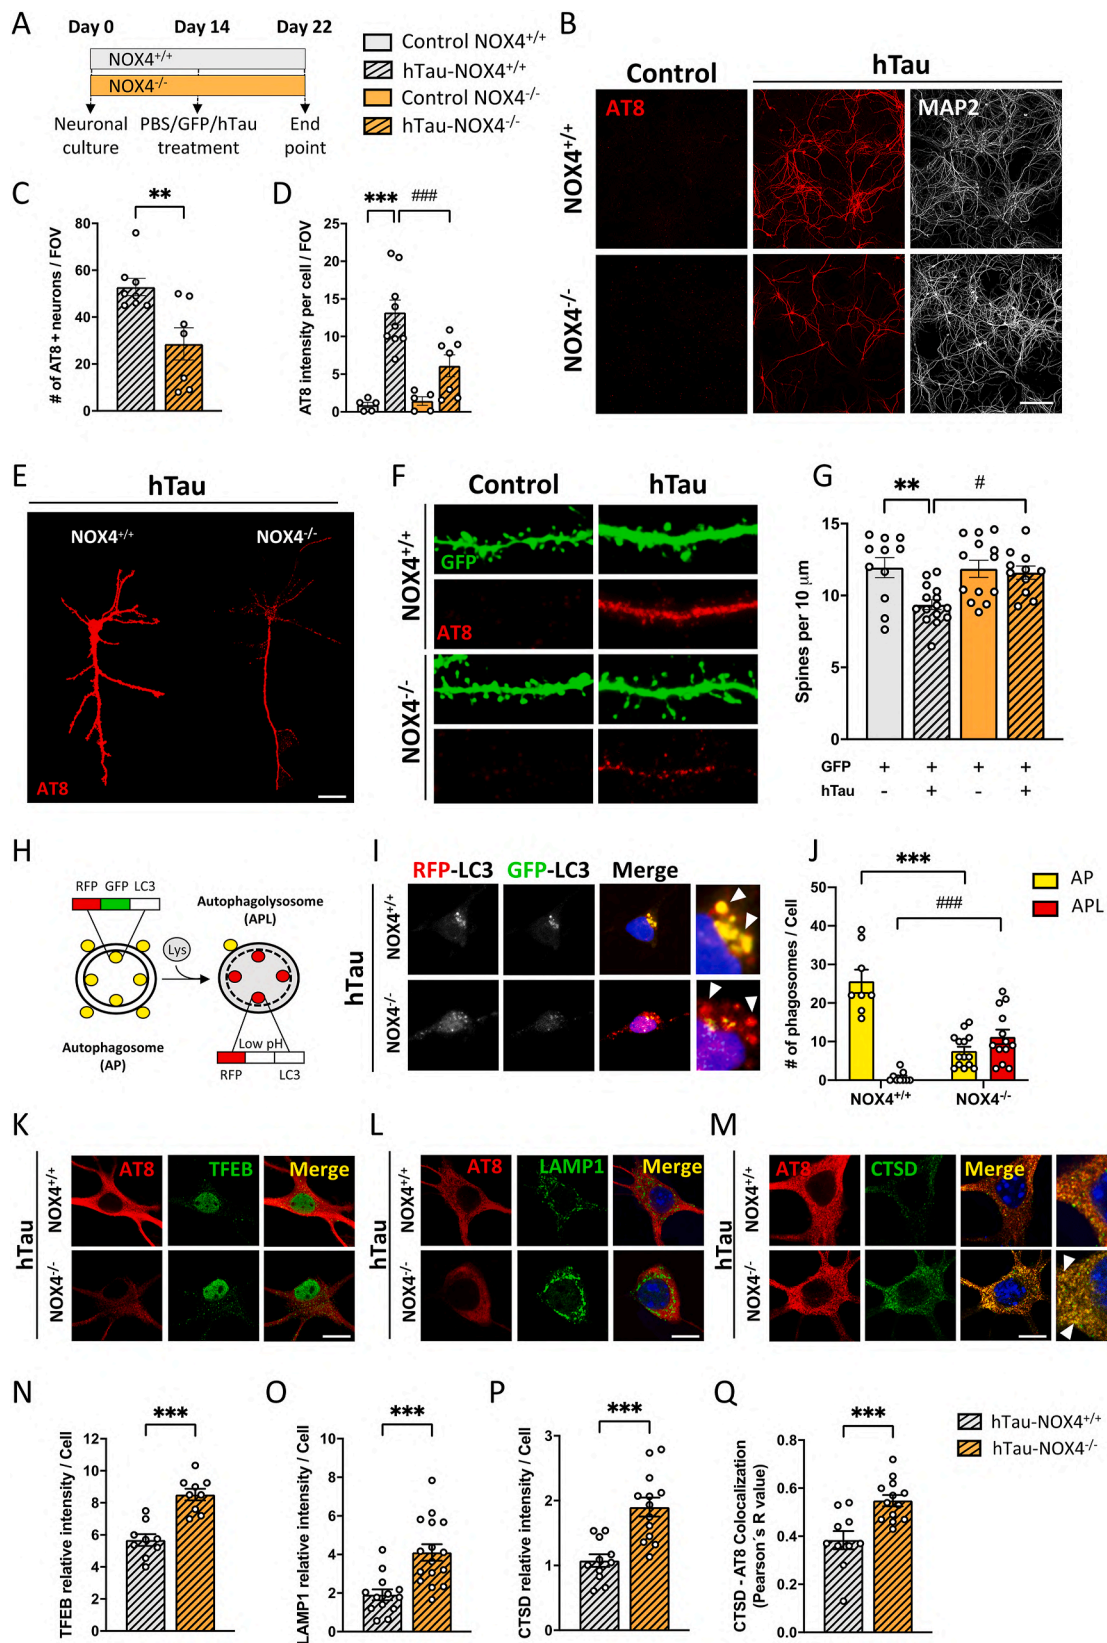 A
Day 0 Day 14 Day 22
NOX4+/+
NOX4-/-
Neuronal culture
PBS/GFP/hTau treatment
End point
Control NOX4+/+
hTau-NOX4+/+
Control NOX4-/-
hTau-NOX4-/-
B
Control hTau
AT8 MAP2
NOX4+/+
NOX4-/-
C
**
# of AT8 + neurons / FOV
80
60
40
20
0
D
*** ###
AT8 intensity per cell / FOV
25
20
15
10
5
0
E
hTau
NOX4+/+ NOX4-/-
AT8
F
Control hTau
NOX4+/+
GFP
AT8
NOX4-/-
G
** #
Spines per 10 µm
15
10
5
0
GFP + + + +
hTau - + - +
H
RFP GFP LC3
Autophagolysosome
(APL)
Lys
Autophagosome
(AP)
Low pH
RFP LC3
I
RFP-LC3 GFP-LC3 Merge
hTau
NOX4+/+
NOX4-/-
J
***
###
AP
APL
# of phagosomes / Cell
50
40
30
20
10
0
NOX4+/+ NOX4-/-
K
AT8 TFEB Merge
hTau
NOX4+/+
NOX4-/-
L
AT8 LAMP1 Merge
hTau
NOX4+/+
NOX4-/-
M
AT8 CTSD Merge
hTau
NOX4+/+
NOX4-/-
N
***
TFEB relative intensity / Cell
12
10
8
6
4
2
0
O
***
LAMP1 relative intensity / Cell
10
8
6
4
2
0
P
***
CTSD relative intensity / Cell
3
2
1
0
Q
***
CTSD - AT8 Colocalization
(Pearson´s R value)
0.8
0.6
0.4
0.2
0.0
hTau-NOX4+/+
hTau-NOX4-/-